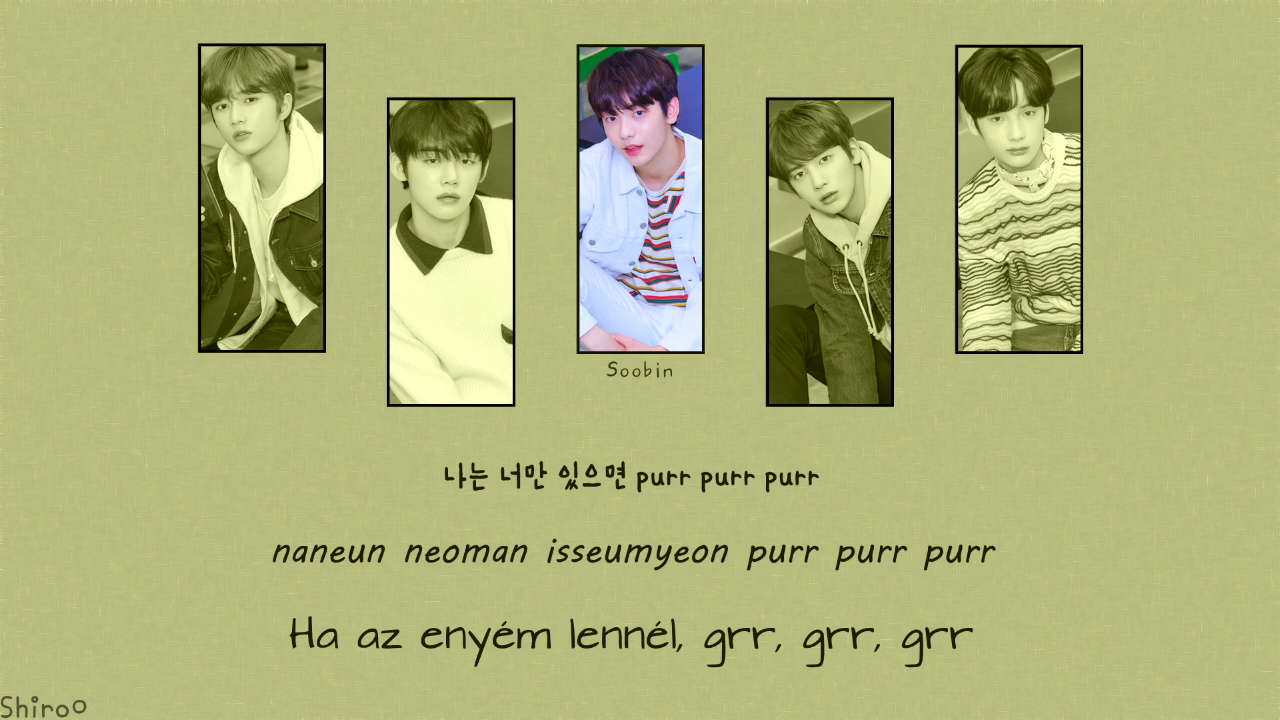 Soobin
나는 너만 있으면 purr purr purr
naneun neoman isseumyeon purr purr purr
Ha az enyém lennél, grr, grr, grr
Shiroo